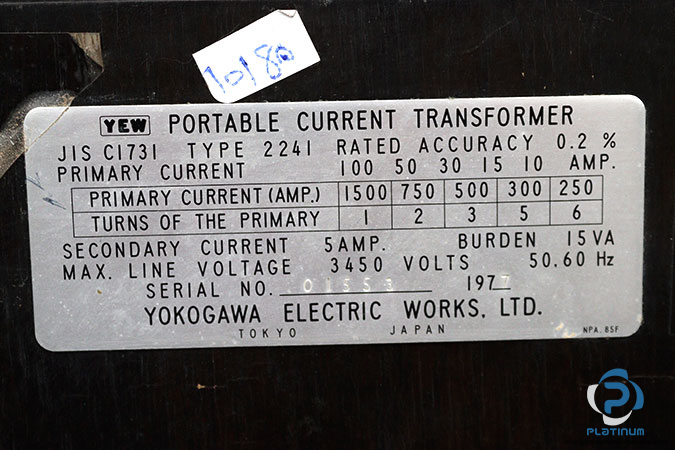 10180
YEW PORTABLE CURRENT TRANSFORMER
JIS C1731 TYPE 2241 RATED ACCURACY 0.2 %
PRIMARY CURRENT 100 50 30 15 10 AMP.
PRIMARY CURRENT (AMP.) 1500 750 500 300 250
TURNS OF THE PRIMARY 1 2 3 5 6
SECONDARY CURRENT 5AMP. BURDEN 15VA
MAX. LINE VOLTAGE 3450 VOLTS 50.60 Hz
SERIAL NO. 01553 1977
YOKOGAWA ELECTRIC WORKS, LTD.
TOKYO JAPAN NPA. BSF
PLATINUM